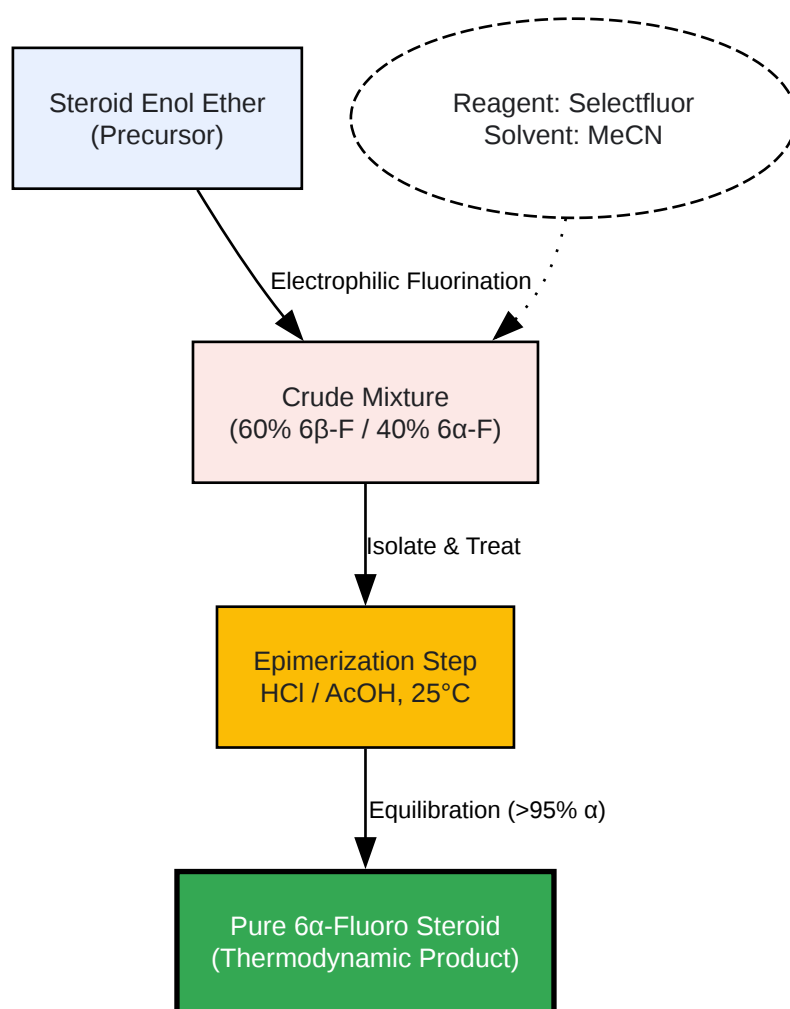 Steroid Enol Ether
(Precursor)
Reagent: Selectfluor
Solvent: MeCN
Electrophilic Fluorination
Crude Mixture
(60% 6β-F / 40% 6α-F)
Isolate & Treat
Epimerization Step
HCl / AcOH, 25°C
Equilibration (>95% α)
Pure 6α-Fluoro Steroid
(Thermodynamic Product)